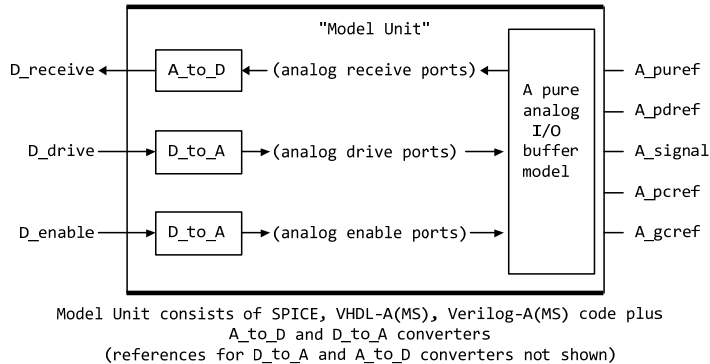 "Model Unit"
D_receive A_to_D (analog receive ports) A_puref
A pure
analog
I/O
buffer
model
A_pdref
D_drive D_to_A (analog drive ports) A_signal
A_pcref
D_enable D_to_A (analog enable ports) A_gcref
Model Unit consists of SPICE, VHDL-A(MS), Verilog-A(MS) code plus
A_to_D and D_to_A converters
(references for D_to_A and A_to_D converters not shown)